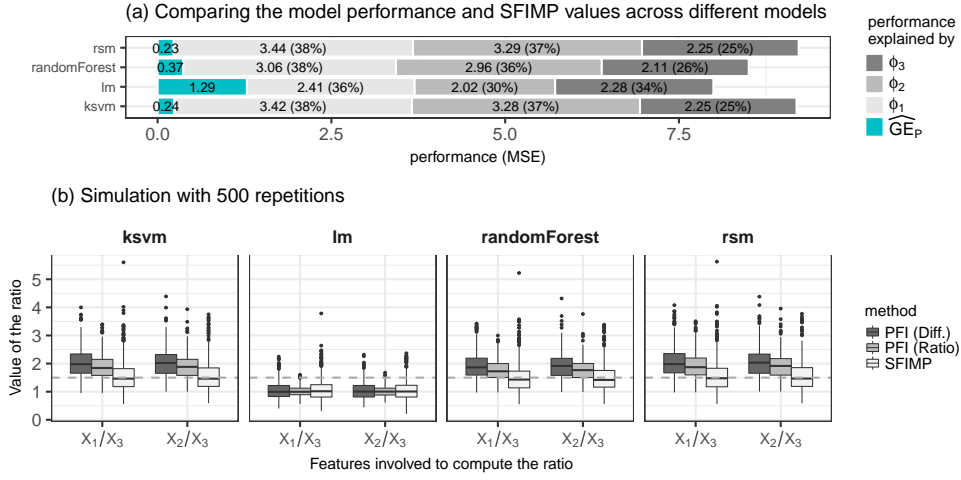 (a) Comparing the model performance and SFIMP values across different models
rsm
0.23 3.44 (38%) 3.29 (37%) 2.25 (25%)
randomForest
0.37 3.06 (38%) 2.96 (36%) 2.11 (26%)
lm
1.29 2.41 (36%) 2.02 (30%) 2.28 (34%)
ksvm
0.24 3.42 (38%) 3.28 (37%) 2.25 (25%)
0.0 2.5 5.0 7.5
performance (MSE)
performance
explained by
ϕ₃
ϕ₂
ϕ₁
G͡E_P
(b) Simulation with 500 repetitions
ksvm lm randomForest rsm
Value of the ratio
5
4
3
2
1
0
X₁/X₃ X₂/X₃ X₁/X₃ X₂/X₃ X₁/X₃ X₂/X₃ X₁/X₃ X₂/X₃
Features involved to compute the ratio
method
PFI (Diff.)
PFI (Ratio)
SFIMP